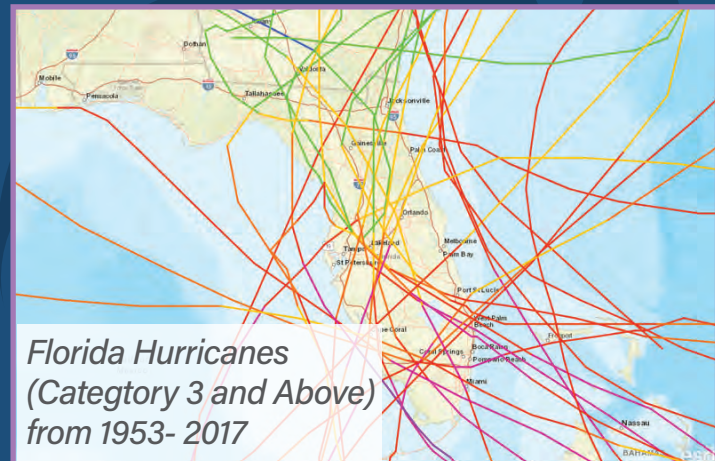 Dothan
Valdosta
Mobile
Pensacola
Tallahassee
Jacksonville
Gainesville
Palm Coast
Orlando
Lakeland
Melbourne
Tampa
Palm Bay
St Petersburg
Port St Lucie
West Palm
Beach
Freeport
Coral Springs
Boca Raton
Pompano Beach
Miami
Nassau
BAHAMAS
esri
Florida Hurricanes
(Categtory 3 and Above)
from 1953- 2017